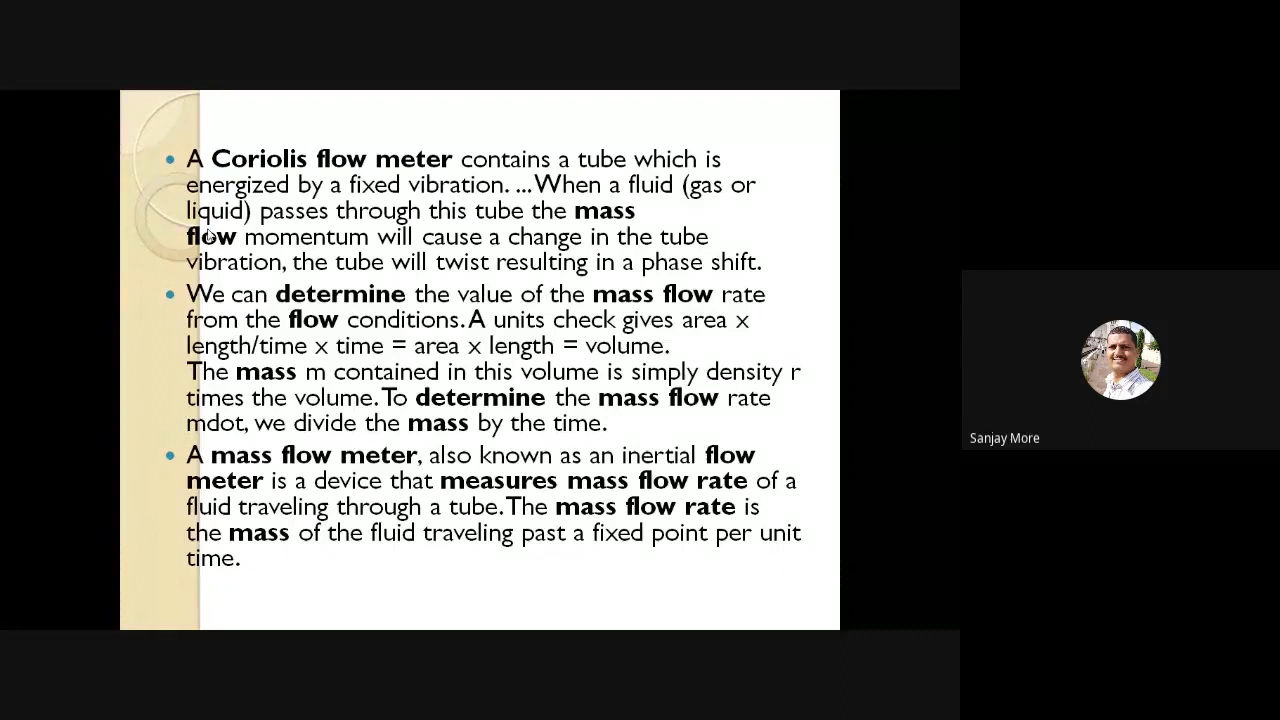 A Coriolis flow meter contains a tube which is
energized by a fixed vibration. ... When a fluid (gas or
liquid) passes through this tube the mass
flow momentum will cause a change in the tube
vibration, the tube will twist resulting in a phase shift.
We can determine the value of the mass flow rate
from the flow conditions. A units check gives area x
length/time x time = area x length = volume.
The mass m contained in this volume is simply density r
times the volume. To determine the mass flow rate
mdot, we divide the mass by the time.
A mass flow meter, also known as an inertial flow
meter is a device that measures mass flow rate of a
fluid traveling through a tube. The mass flow rate is
the mass of the fluid traveling past a fixed point per unit
time.
Sanjay More